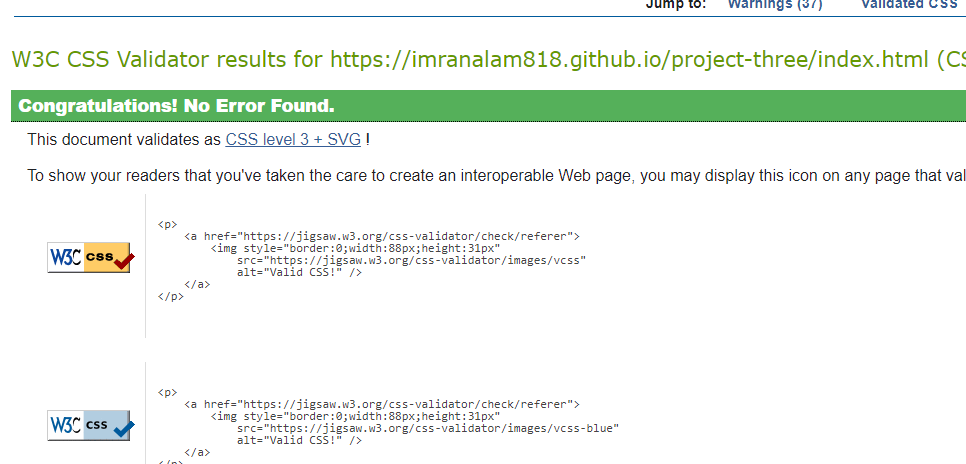 Jump to: Warnings (37) Validated CSS
W3C CSS Validator results for https://imranalam818.github.io/project-three/index.html (CS
Congratulations! No Error Found.
This document validates as CSS level 3 + SVG !
To show your readers that you've taken the care to create an interoperable Web page, you may display this icon on any page that val
W3C css
<p>
<a href="https://jigsaw.w3.org/css-validator/check/referer">
<img style="border:0;width:88px;height:31px"
src="https://jigsaw.w3.org/css-validator/images/vcss"
alt="Valid CSS!" />
</a>
</p>
W3C css
<p>
<a href="https://jigsaw.w3.org/css-validator/check/referer">
<img style="border:0;width:88px;height:31px"
src="https://jigsaw.w3.org/css-validator/images/vcss-blue"
alt="Valid CSS!" />
</a>
</p>